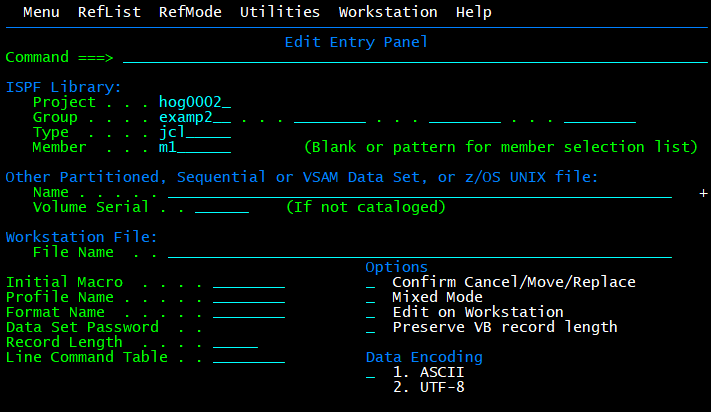 Menu RefList RefMode Utilities Workstation Help
Edit Entry Panel
Command ===> ______________________________________________________________
ISPF Library:
Project . . . hog0002_
Group . . . . examp2__ . . . ________ . . . ________ . . . ________
Type . . . . jcl_____
Member . . . m1______ (Blank or pattern for member selection list)
Other Partitioned, Sequential or VSAM Data Set, or z/OS UNIX file:
Name . . . . . ________________________________________________________ +
Volume Serial . . ______ (If not cataloged)
Workstation File:
File Name . . ________________________________________________________
Options
Initial Macro . . . . ________ _ Confirm Cancel/Move/Replace
Profile Name . . . . . ________ _ Mixed Mode
Format Name . . . . . ________ _ Edit on Workstation
Data Set Password . . _ Preserve VB record length
Record Length . . . . _____
Line Command Table . . ________ Data Encoding
_ 1. ASCII
2. UTF-8